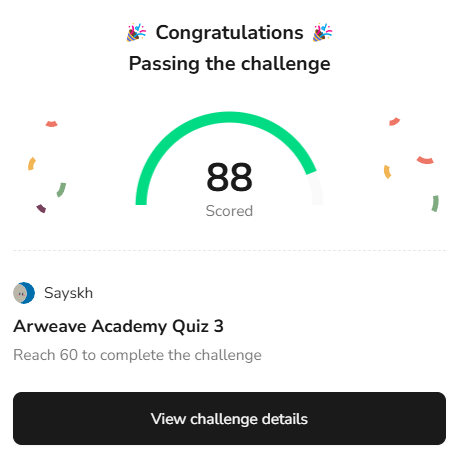 🎉 Congratulations 🎉
Passing the challenge
88
Scored
Sayskh
Arweave Academy Quiz 3
Reach 60 to complete the challenge
View challenge details